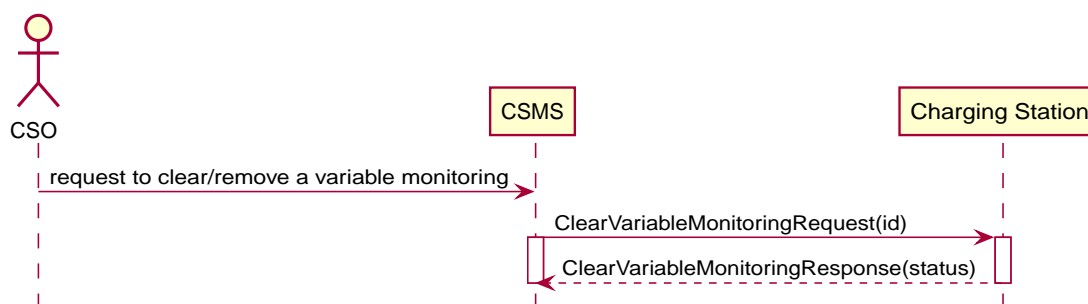 CSO
CSMS
Charging Station
request to clear/remove a variable monitoring
ClearVariableMonitoringRequest(id)
ClearVariableMonitoringResponse(status)